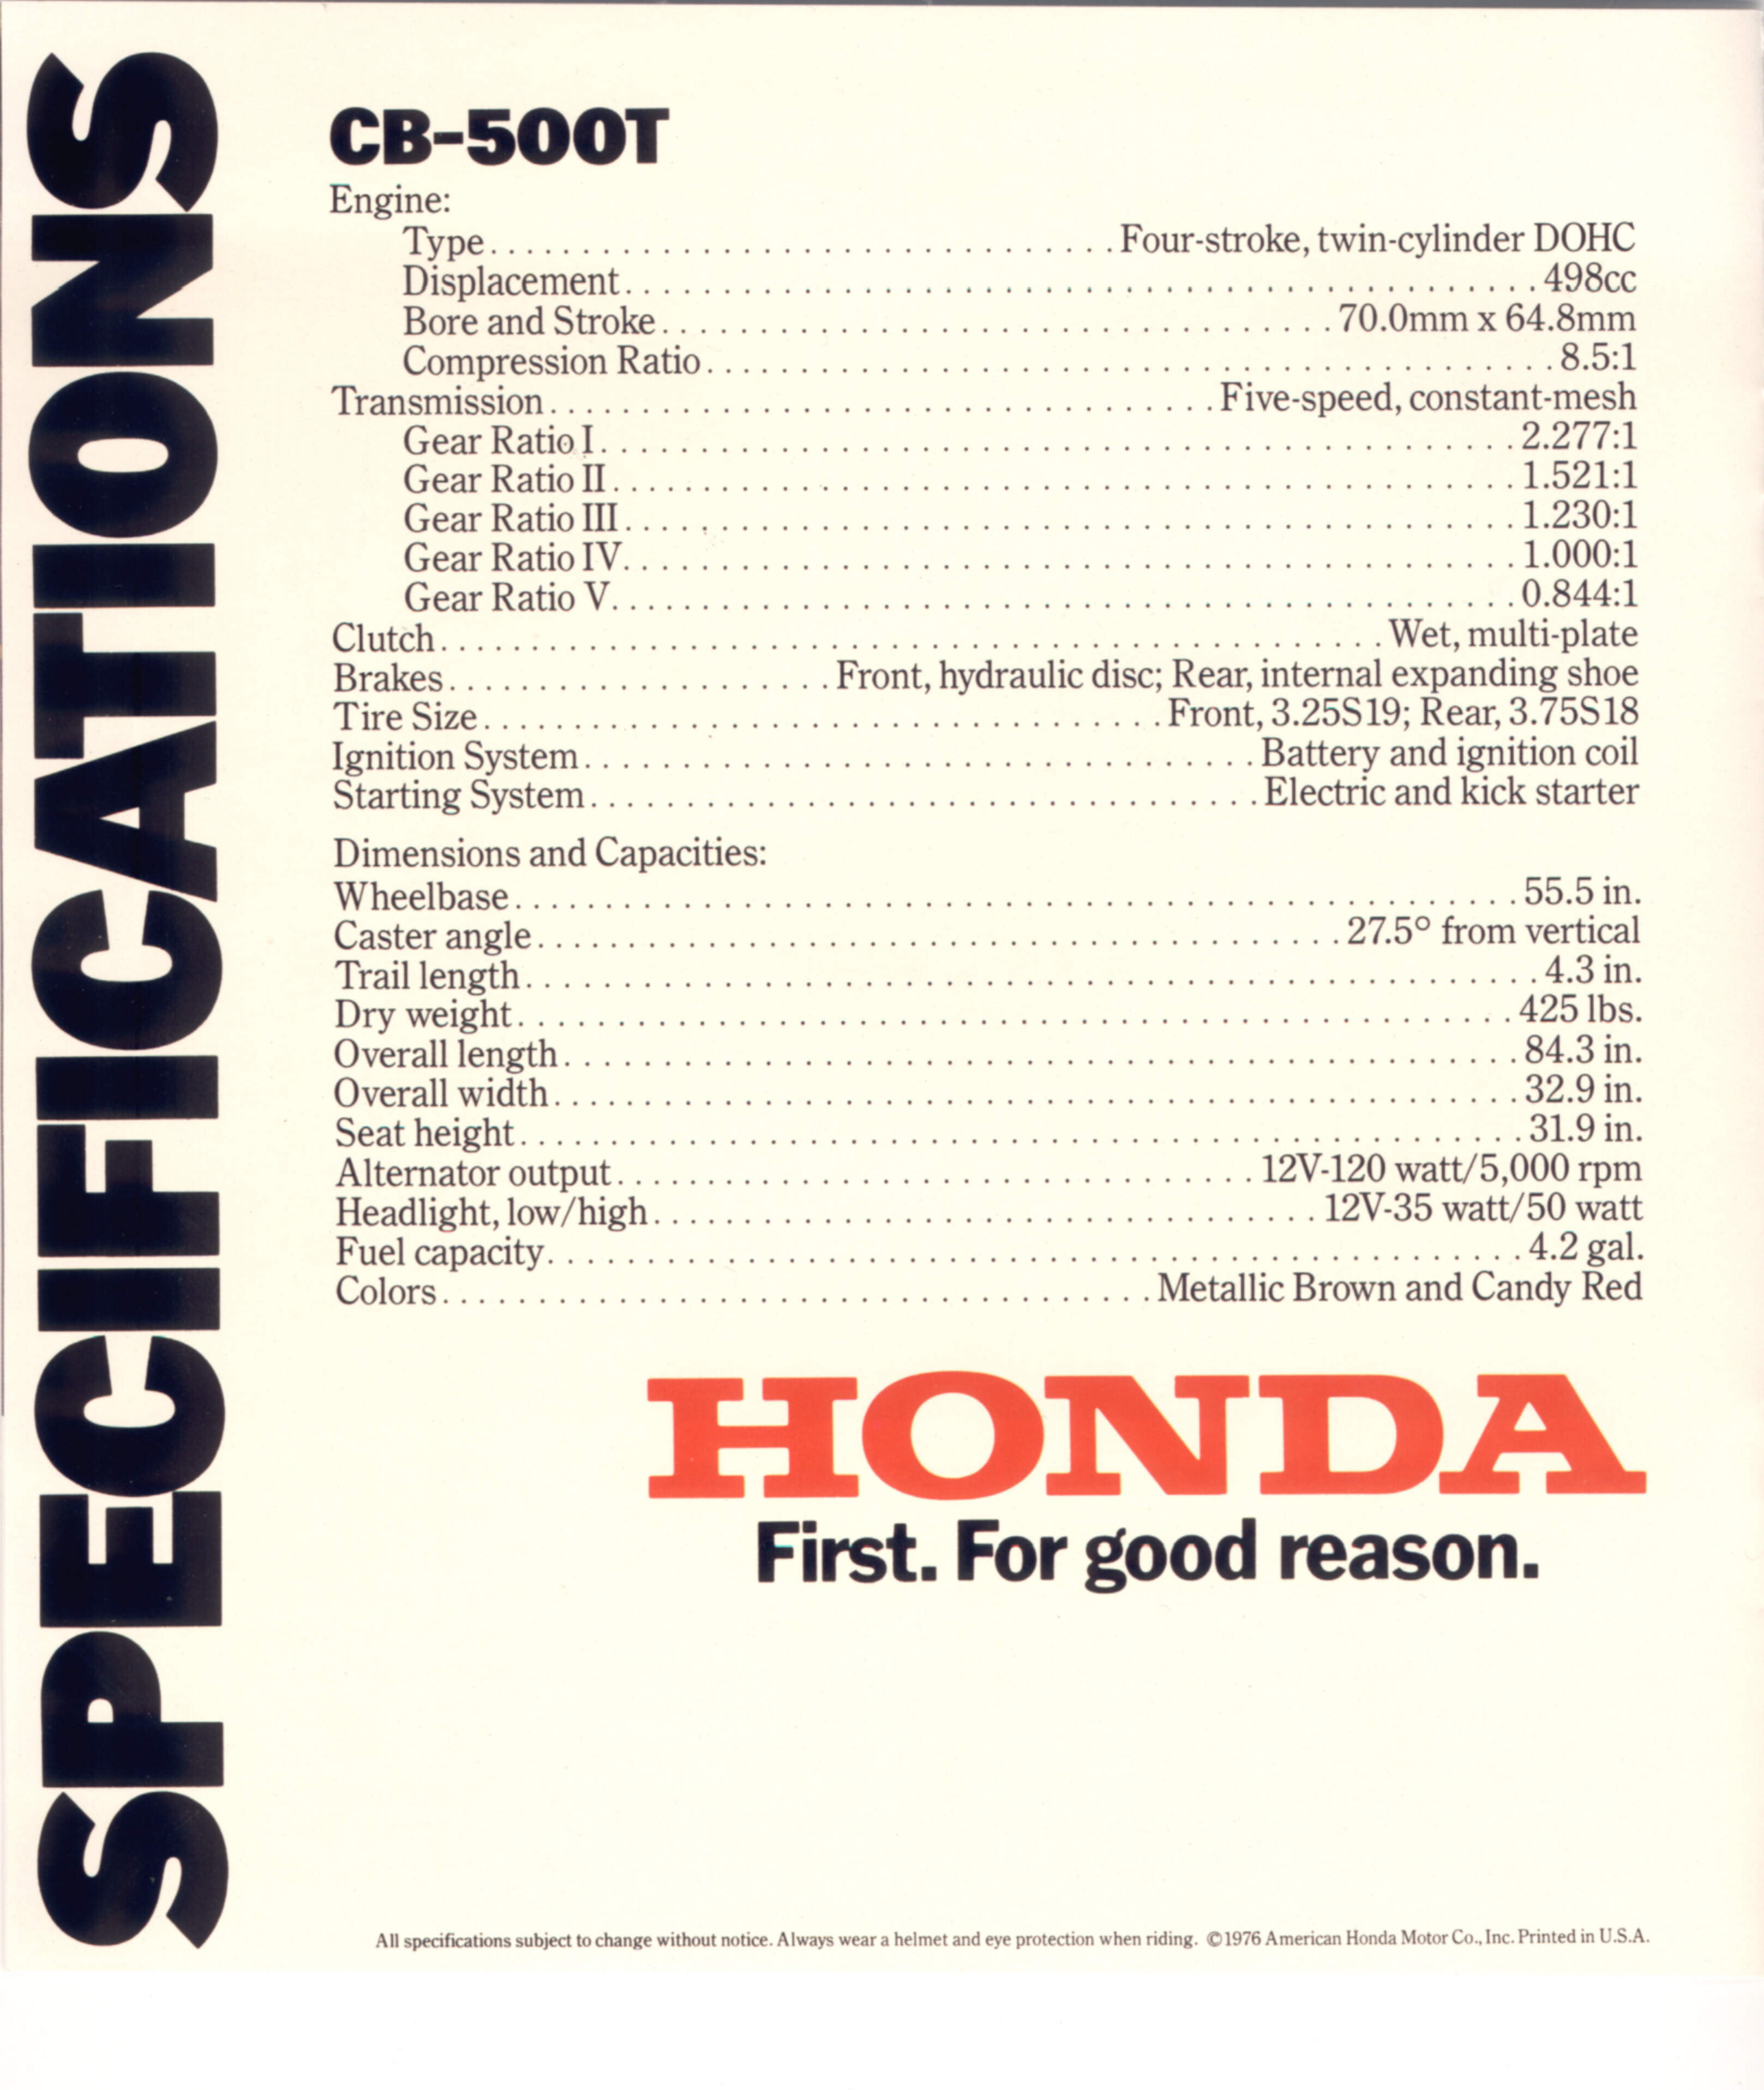 SPECIFICATIONS
CB-500T
Engine:
Type. . . . . . . . . . . . . . . . . . . . Four-stroke, twin-cylinder DOHC
Displacement. . . . . . . . . . . . . . . . . . . . 498cc
Bore and Stroke. . . . . . . . . . . . . . . . . . . . 70.0mm x 64.8mm
Compression Ratio. . . . . . . . . . . . . . . . . . . . 8.5:1
Transmission. . . . . . . . . . . . . . . . . . . . Five-speed, constant-mesh
Gear Ratio I. . . . . . . . . . . . . . . . . . . . 2.277:1
Gear Ratio II. . . . . . . . . . . . . . . . . . . . 1.521:1
Gear Ratio III. . . . . . . . . . . . . . . . . . . . 1.230:1
Gear Ratio IV. . . . . . . . . . . . . . . . . . . . 1.000:1
Gear Ratio V. . . . . . . . . . . . . . . . . . . . 0.844:1
Clutch. . . . . . . . . . . . . . . . . . . . Wet, multi-plate
Brakes. . . . . . . . . . . . . . . . . . . . Front, hydraulic disc; Rear, internal expanding shoe
Tire Size. . . . . . . . . . . . . . . . . . . . Front, 3.25S19; Rear, 3.75S18
Ignition System. . . . . . . . . . . . . . . . . . . . Battery and ignition coil
Starting System. . . . . . . . . . . . . . . . . . . . Electric and kick starter
Dimensions and Capacities:
Wheelbase. . . . . . . . . . . . . . . . . . . . 55.5 in.
Caster angle. . . . . . . . . . . . . . . . . . . . 27.5° from vertical
Trail length. . . . . . . . . . . . . . . . . . . . 4.3 in.
Dry weight. . . . . . . . . . . . . . . . . . . . 425 lbs.
Overall length. . . . . . . . . . . . . . . . . . . . 84.3 in.
Overall width. . . . . . . . . . . . . . . . . . . . 32.9 in.
Seat height. . . . . . . . . . . . . . . . . . . . 31.9 in.
Alternator output. . . . . . . . . . . . . . . . . . . . 12V-120 watt/5,000 rpm
Headlight, low/high. . . . . . . . . . . . . . . . . . . . 12V-35 watt/50 watt
Fuel capacity. . . . . . . . . . . . . . . . . . . . 4.2 gal.
Colors. . . . . . . . . . . . . . . . . . . . Metallic Brown and Candy Red
HONDA
First. For good reason.
All specifications subject to change without notice. Always wear a helmet and eye protection when riding. ©1976 American Honda Motor Co., Inc. Printed in U.S.A.